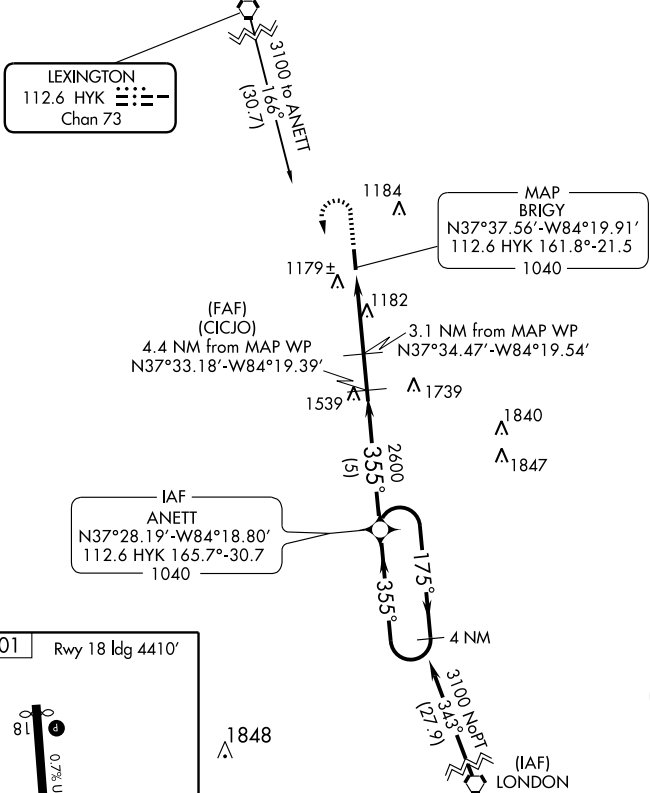 3100 to ANETT
166°
(30.7)
LEXINGTON
112.6 HYK
Chan 73
1184
MAP
BRIGY
N37°37.56'-W84°19.91'
112.6 HYK 161.8°-21.5
1040
1179±
1182
(FAF)
(CICJO)
4.4 NM from MAP WP
N37°33.18'-W84°19.39'
3.1 NM from MAP WP
N37°34.47'-W84°19.54'
1539
1739
1840
1847
2600
355°
(5)
IAF
ANETT
N37°28.19'-W84°18.80'
112.6 HYK 165.7°-30.7
1040
175°
355°
4 NM
3100 NoPT
343°
(27.9)
(IAF)
LONDON
01
Rwy 18 ldg 4410'
18
P
0.7% U
1848